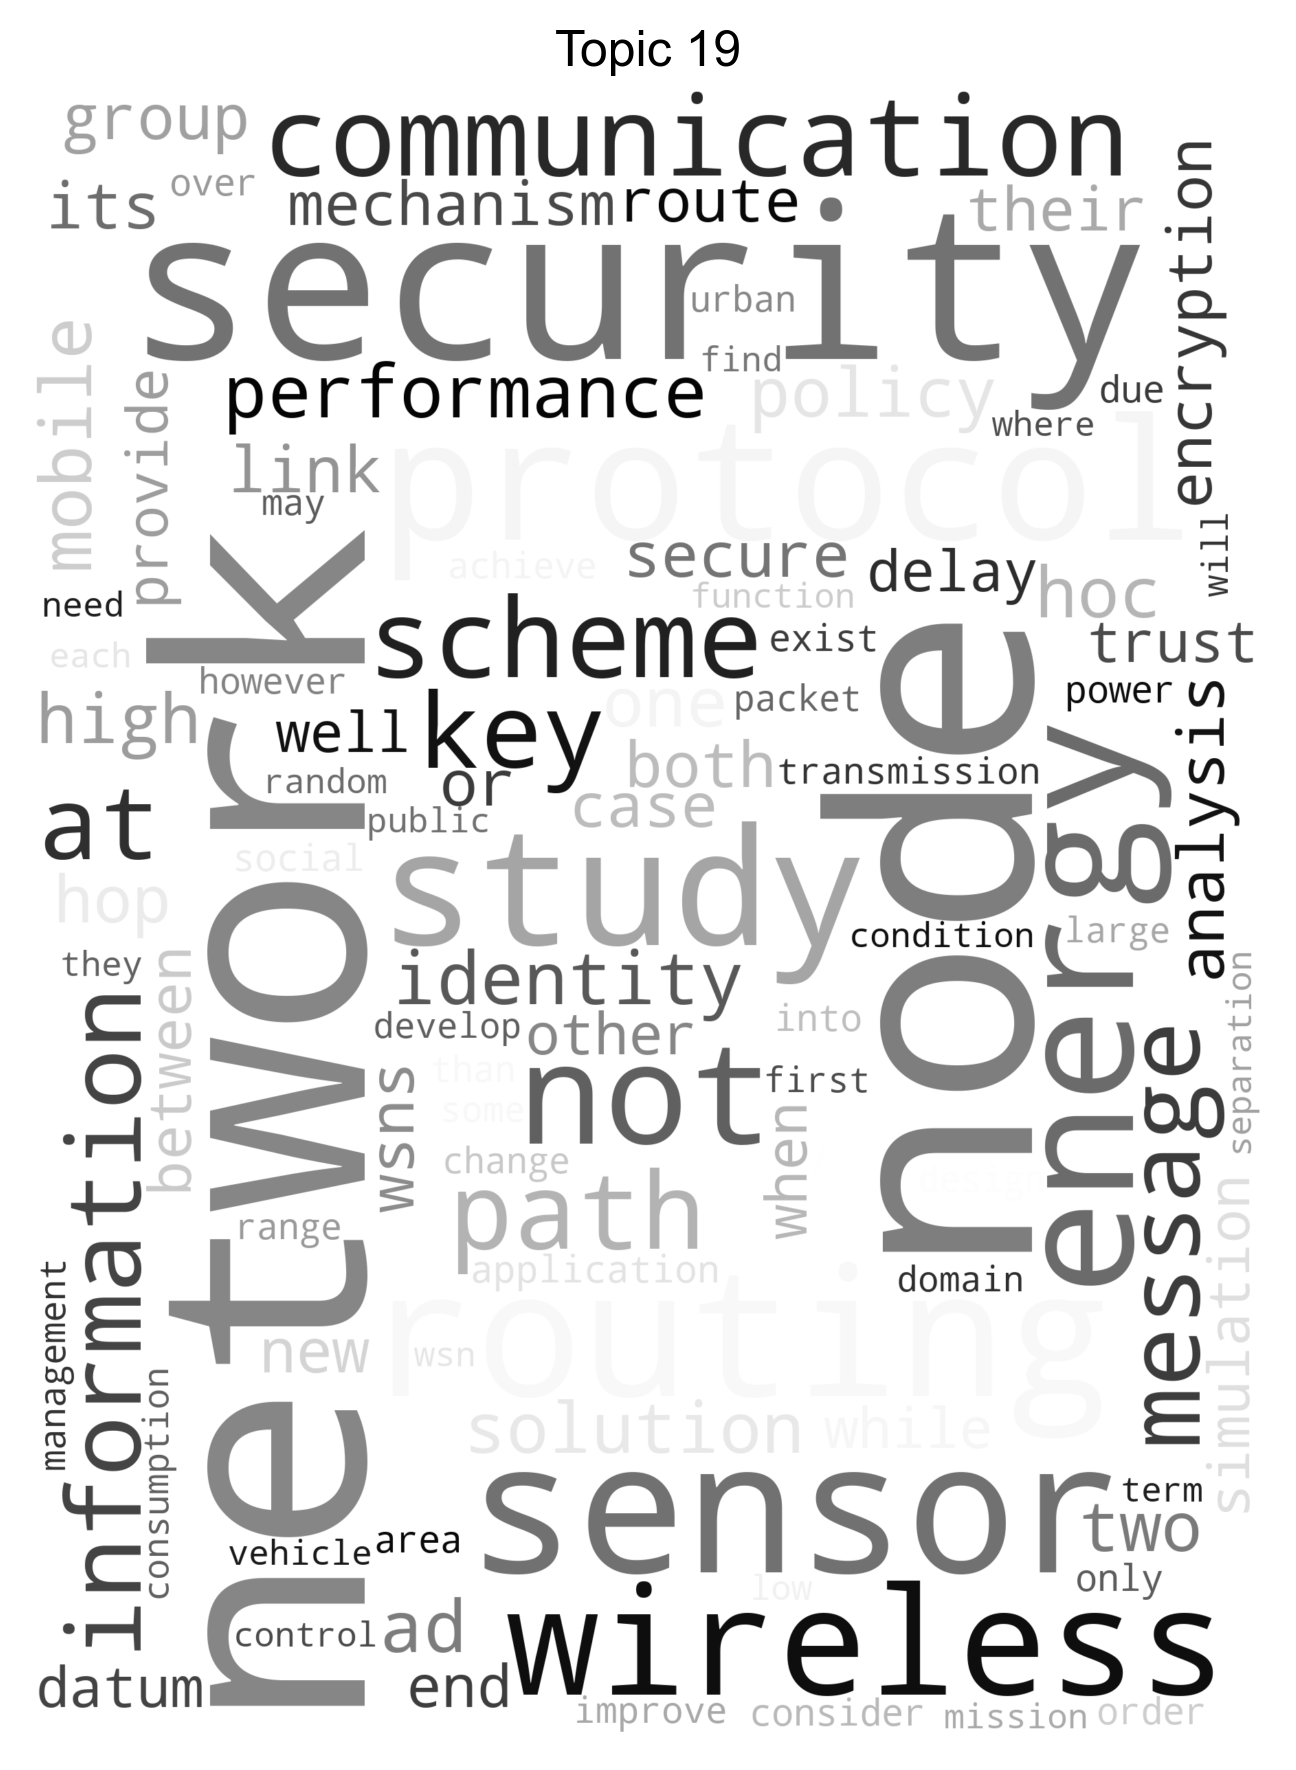 Topic 19
group
communication
its
over
mechanism
route
their
security
urban
find
encryption
mobile
provide
performance
policy
due
where
link
may
protocol
achieve
secure
delay
hoc
will
need
function
each
scheme
exist
trust
however
high
well
key
one
packet
power
analysis
random
or
both
transmission
at
public
case
social
hop
study
node
energy
condition
large
they
identity
between
network
develop
other
into
separation
information
wsns
than
not
first
some
when
message
change
design
range
path
application
domain
simulation
management
routing
new
wsn
consumption
solution
while
sensor
term
two
vehicle
area
only
low
control
ad
wireless
datum
end
improve
consider
mission
order